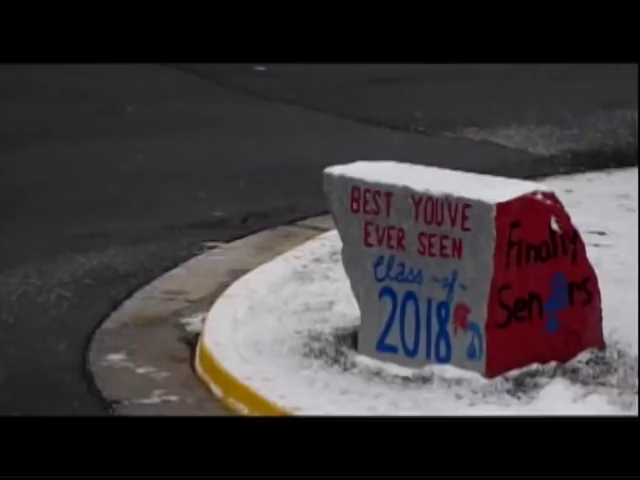 BEST YOU'VE
EVER SEEN
Class-of-
2018
Finally
Seniors